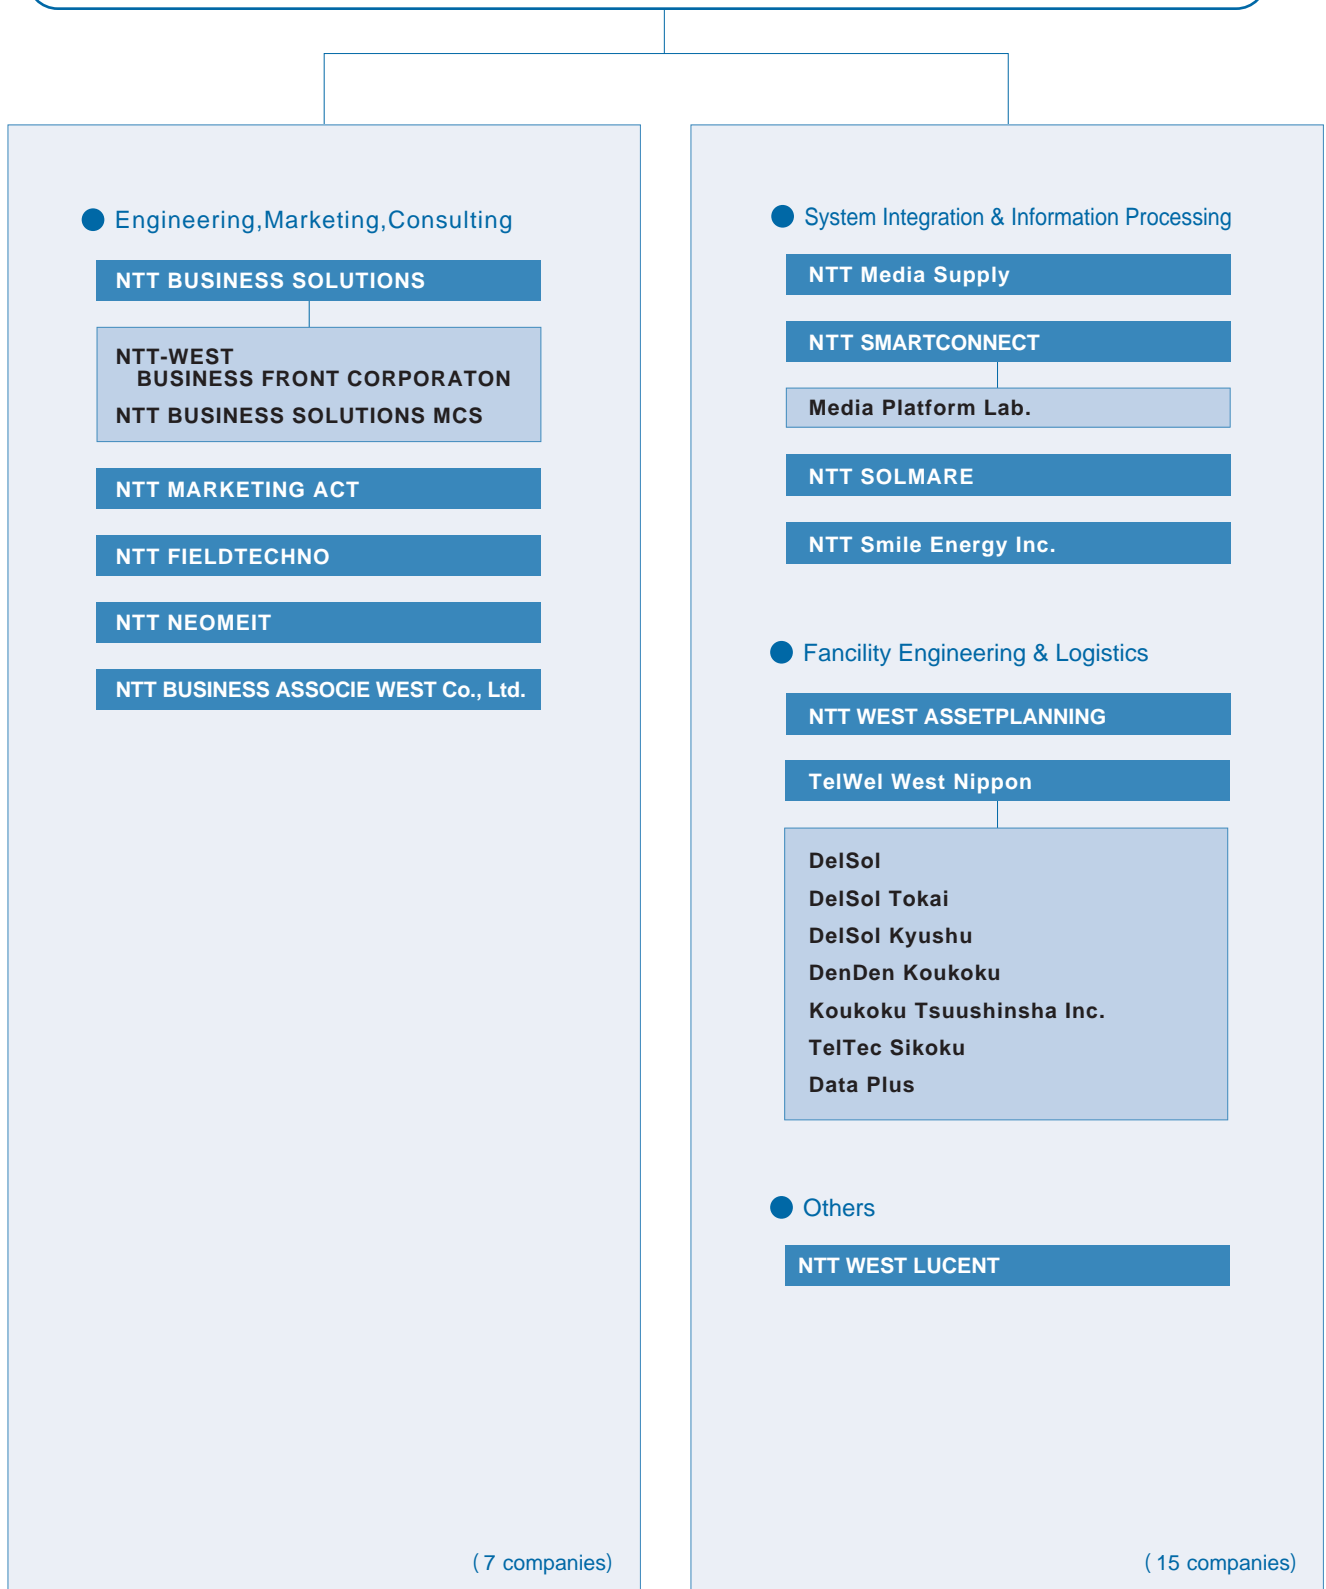 Engineering,Marketing,Consulting
NTT BUSINESS SOLUTIONS
NTT-WEST
BUSINESS FRONT CORPORATON
NTT BUSINESS SOLUTIONS MCS
NTT MARKETING ACT
NTT FIELDTECHNO
NTT NEOMEIT
NTT BUSINESS ASSOCIE WEST Co., Ltd.
(7 companies)
System Integration & Information Processing
NTT Media Supply
NTT SMARTCONNECT
Media Platform Lab.
NTT SOLMARE
NTT Smile Energy Inc.
Fancility Engineering & Logistics
NTT WEST ASSETPLANNING
TelWel West Nippon
DelSol
DelSol Tokai
DelSol Kyushu
DenDen Koukoku
Koukoku Tsuushinsha Inc.
TelTec Sikoku
Data Plus
Others
NTT WEST LUCENT
(15 companies)